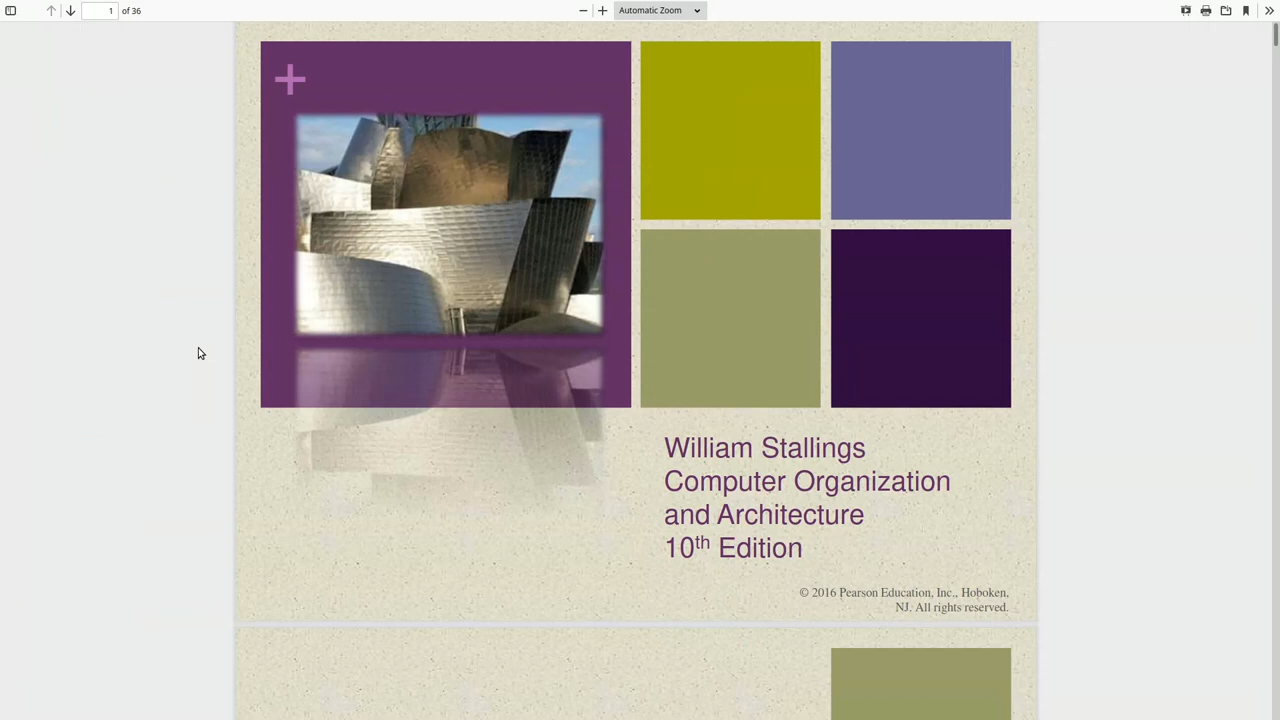 1 of 36
Automatic Zoom
William Stallings
Computer Organization
and Architecture
10th Edition
© 2016 Pearson Education, Inc., Hoboken,
NJ. All rights reserved.